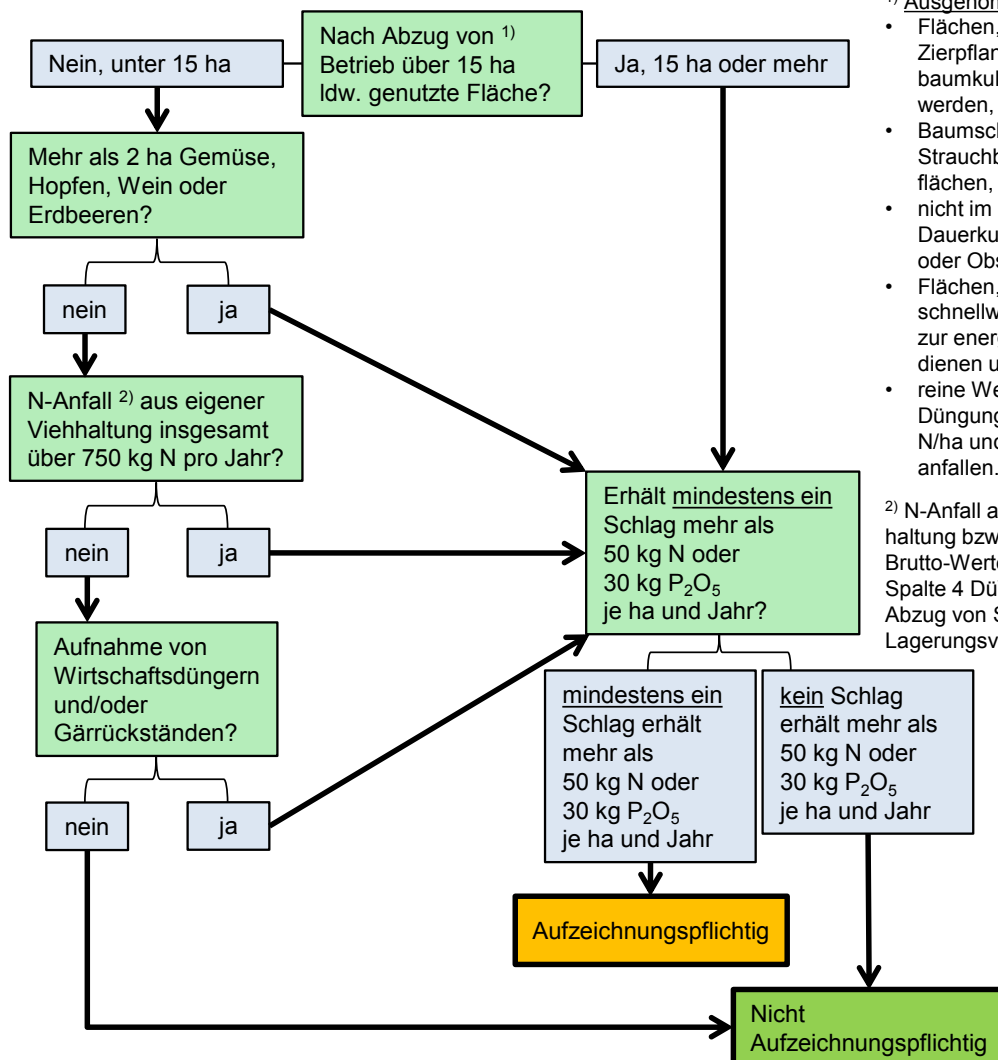 Nach Abzug von 1)
Betrieb über 15 ha
ldw. genutzte Fläche?
Nein, unter 15 ha
Ja, 15 ha oder mehr
Mehr als 2 ha Gemüse,
Hopfen, Wein oder
Erdbeeren?
nein
ja
N-Anfall 2) aus eigener
Viehhaltung insgesamt
über 750 kg N pro Jahr?
nein
ja
Aufnahme von
Wirtschaftsdüngern
und/oder
Gärrückständen?
nein
ja
Erhält mindestens ein
Schlag mehr als
50 kg N oder
30 kg P2O5
je ha und Jahr?
mindestens ein
Schlag erhält
mehr als
50 kg N oder
30 kg P2O5
je ha und Jahr
kein Schlag
erhält mehr als
50 kg N oder
30 kg P2O5
je ha und Jahr
Aufzeichnungspflichtig
Nicht
Aufzeichnungspflichtig
• Flächen,
Zierpflan
baumkul
werden,
• Baumsch
Strauchb
flächen,
• nicht im
Dauerku
oder Obs
• Flächen,
schnellw
zur energ
dienen u
• reine We
Düngung
N/ha und
anfallen.
2) N-Anfall a
haltung bzw
Brutto-Werte
Spalte 4 Dü
Abzug von S
Lagerungsv